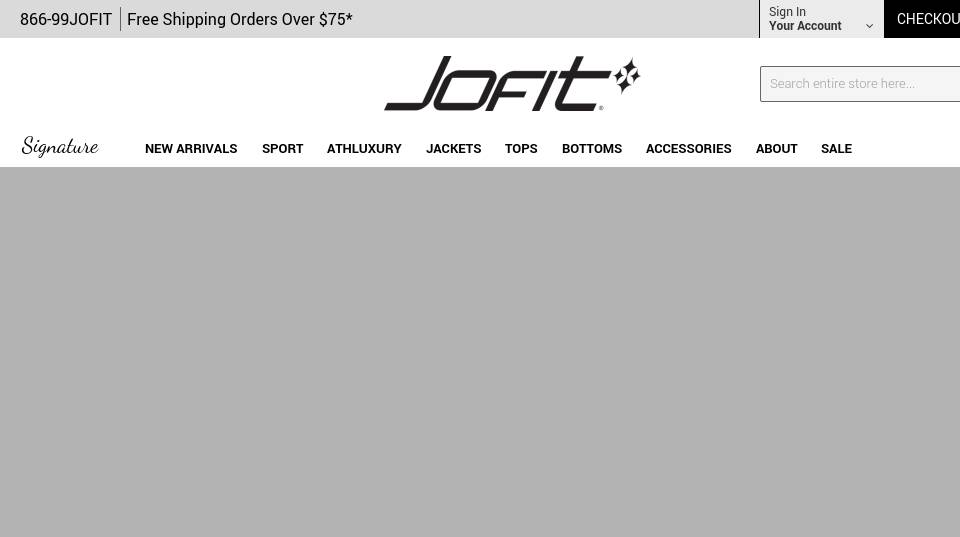 866-99JOFIT
Free Shipping Orders Over $75*
Sign In
Your Account
CHECKOU
JOFIT
®
Search entire store here...
Signature
NEW ARRIVALS
SPORT
ATHLUXURY
JACKETS
TOPS
BOTTOMS
ACCESSORIES
ABOUT
SALE